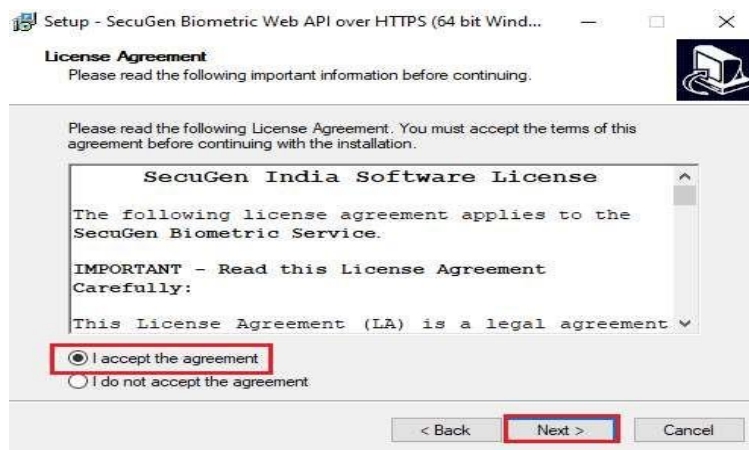 Setup - SecuGen Biometric Web API over HTTPS (64 bit Wind...
License Agreement
Please read the following important information before continuing.
Please read the following License Agreement. You must accept the terms of this
agreement before continuing with the installation.
SecuGen India Software License
The following license agreement applies to the
SecuGen Biometric Service.
IMPORTANT - Read this License Agreement
Carefully:
This License Agreement (LA) is a legal agreement
I accept the agreement
I do not accept the agreement
< Back Next > Cancel